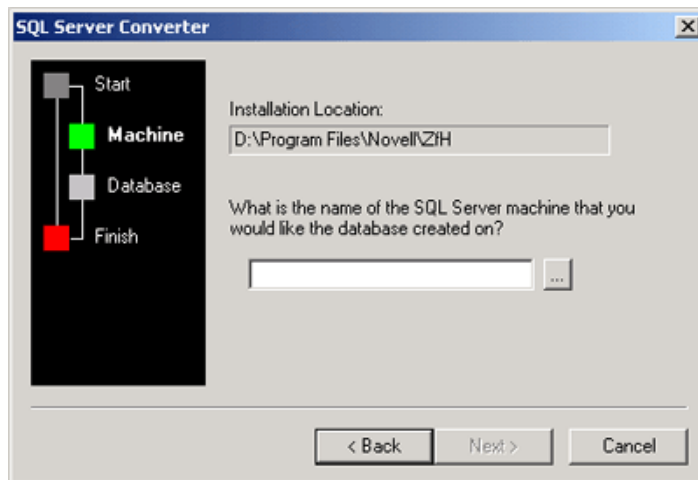 SQL Server Converter
Start
Machine
Database
Finish
Installation Location:
D:\Program Files\Novell\ZfH
What is the name of the SQL Server machine that you
would like the database created on?
...
< Back
Next >
Cancel